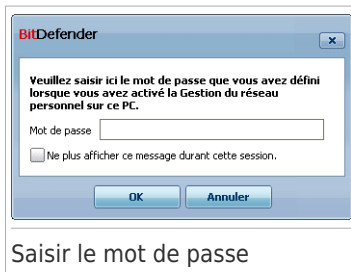 BitDefender
Veuillez saisir ici le mot de passe que vous avez défini
lorsque vous avez activé la Gestion du réseau
personnel sur ce PC.
Mot de passe
Ne plus afficher ce message durant cette session.
OK Annuler
Saisir le mot de passe